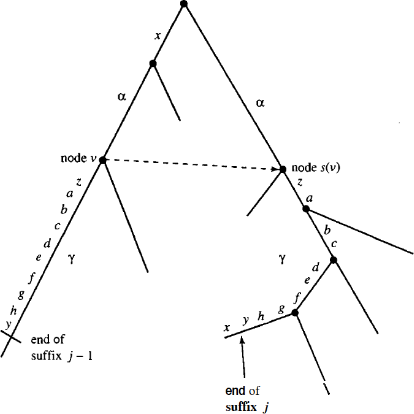 x
α
α
node v
node s(v)
z
z
a
a
b
b
c
c
d
d
e
e
γ
γ
f
f
g
g
h
h
y
y
x
end of
suffix j – 1
end of
suffix j